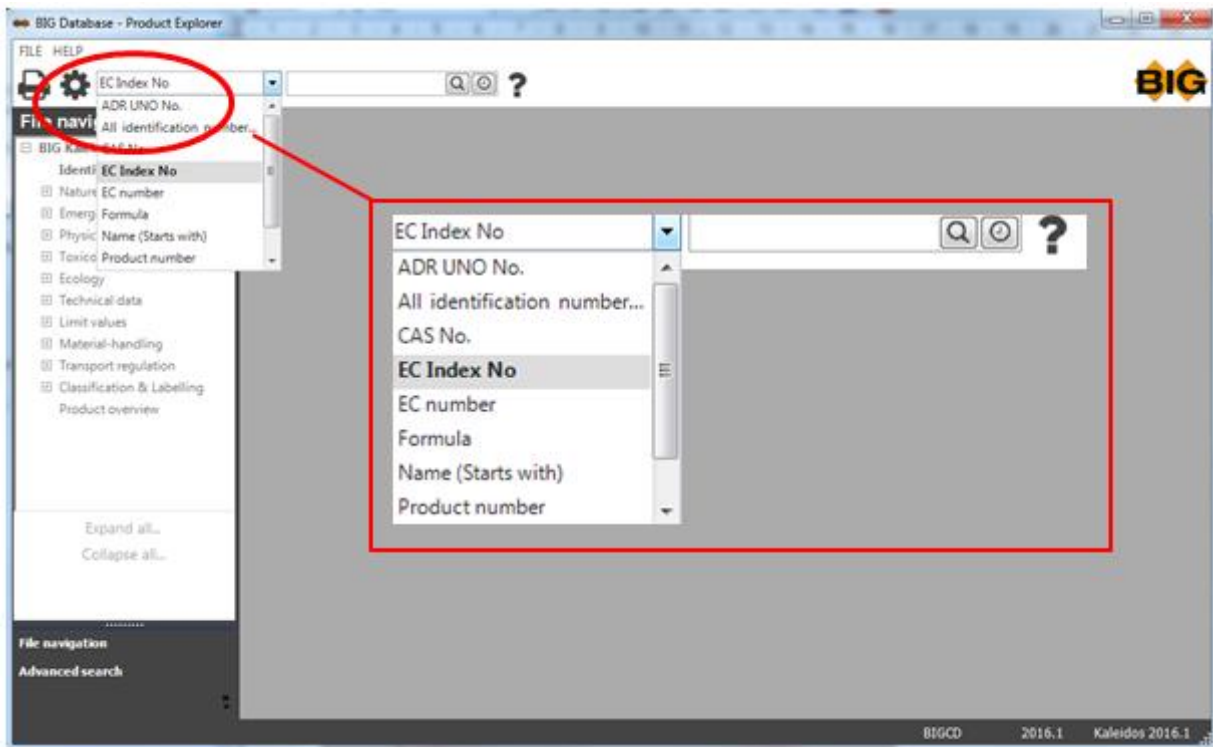 BIG Database - Product Explorer
FILE HELP
EC Index No
BIG
ADR UNO No.
All identification number...
CAS No.
EC Index No
EC number
Formula
Name (Starts with)
Product number
File navi
BIG Kal
Identi
Nature
Emerg
Physic
Toxico
Ecology
Technical data
Limit values
Material-handling
Transport regulation
Classification & Labelling
Product overview
Expand all...
Collapse all...
File navigation
Advanced search
EC Index No
?
ADR UNO No.
All identification number...
CAS No.
EC Index No
EC number
Formula
Name (Starts with)
Product number
BIGCD 2016.1 Kaleidos 2016.1